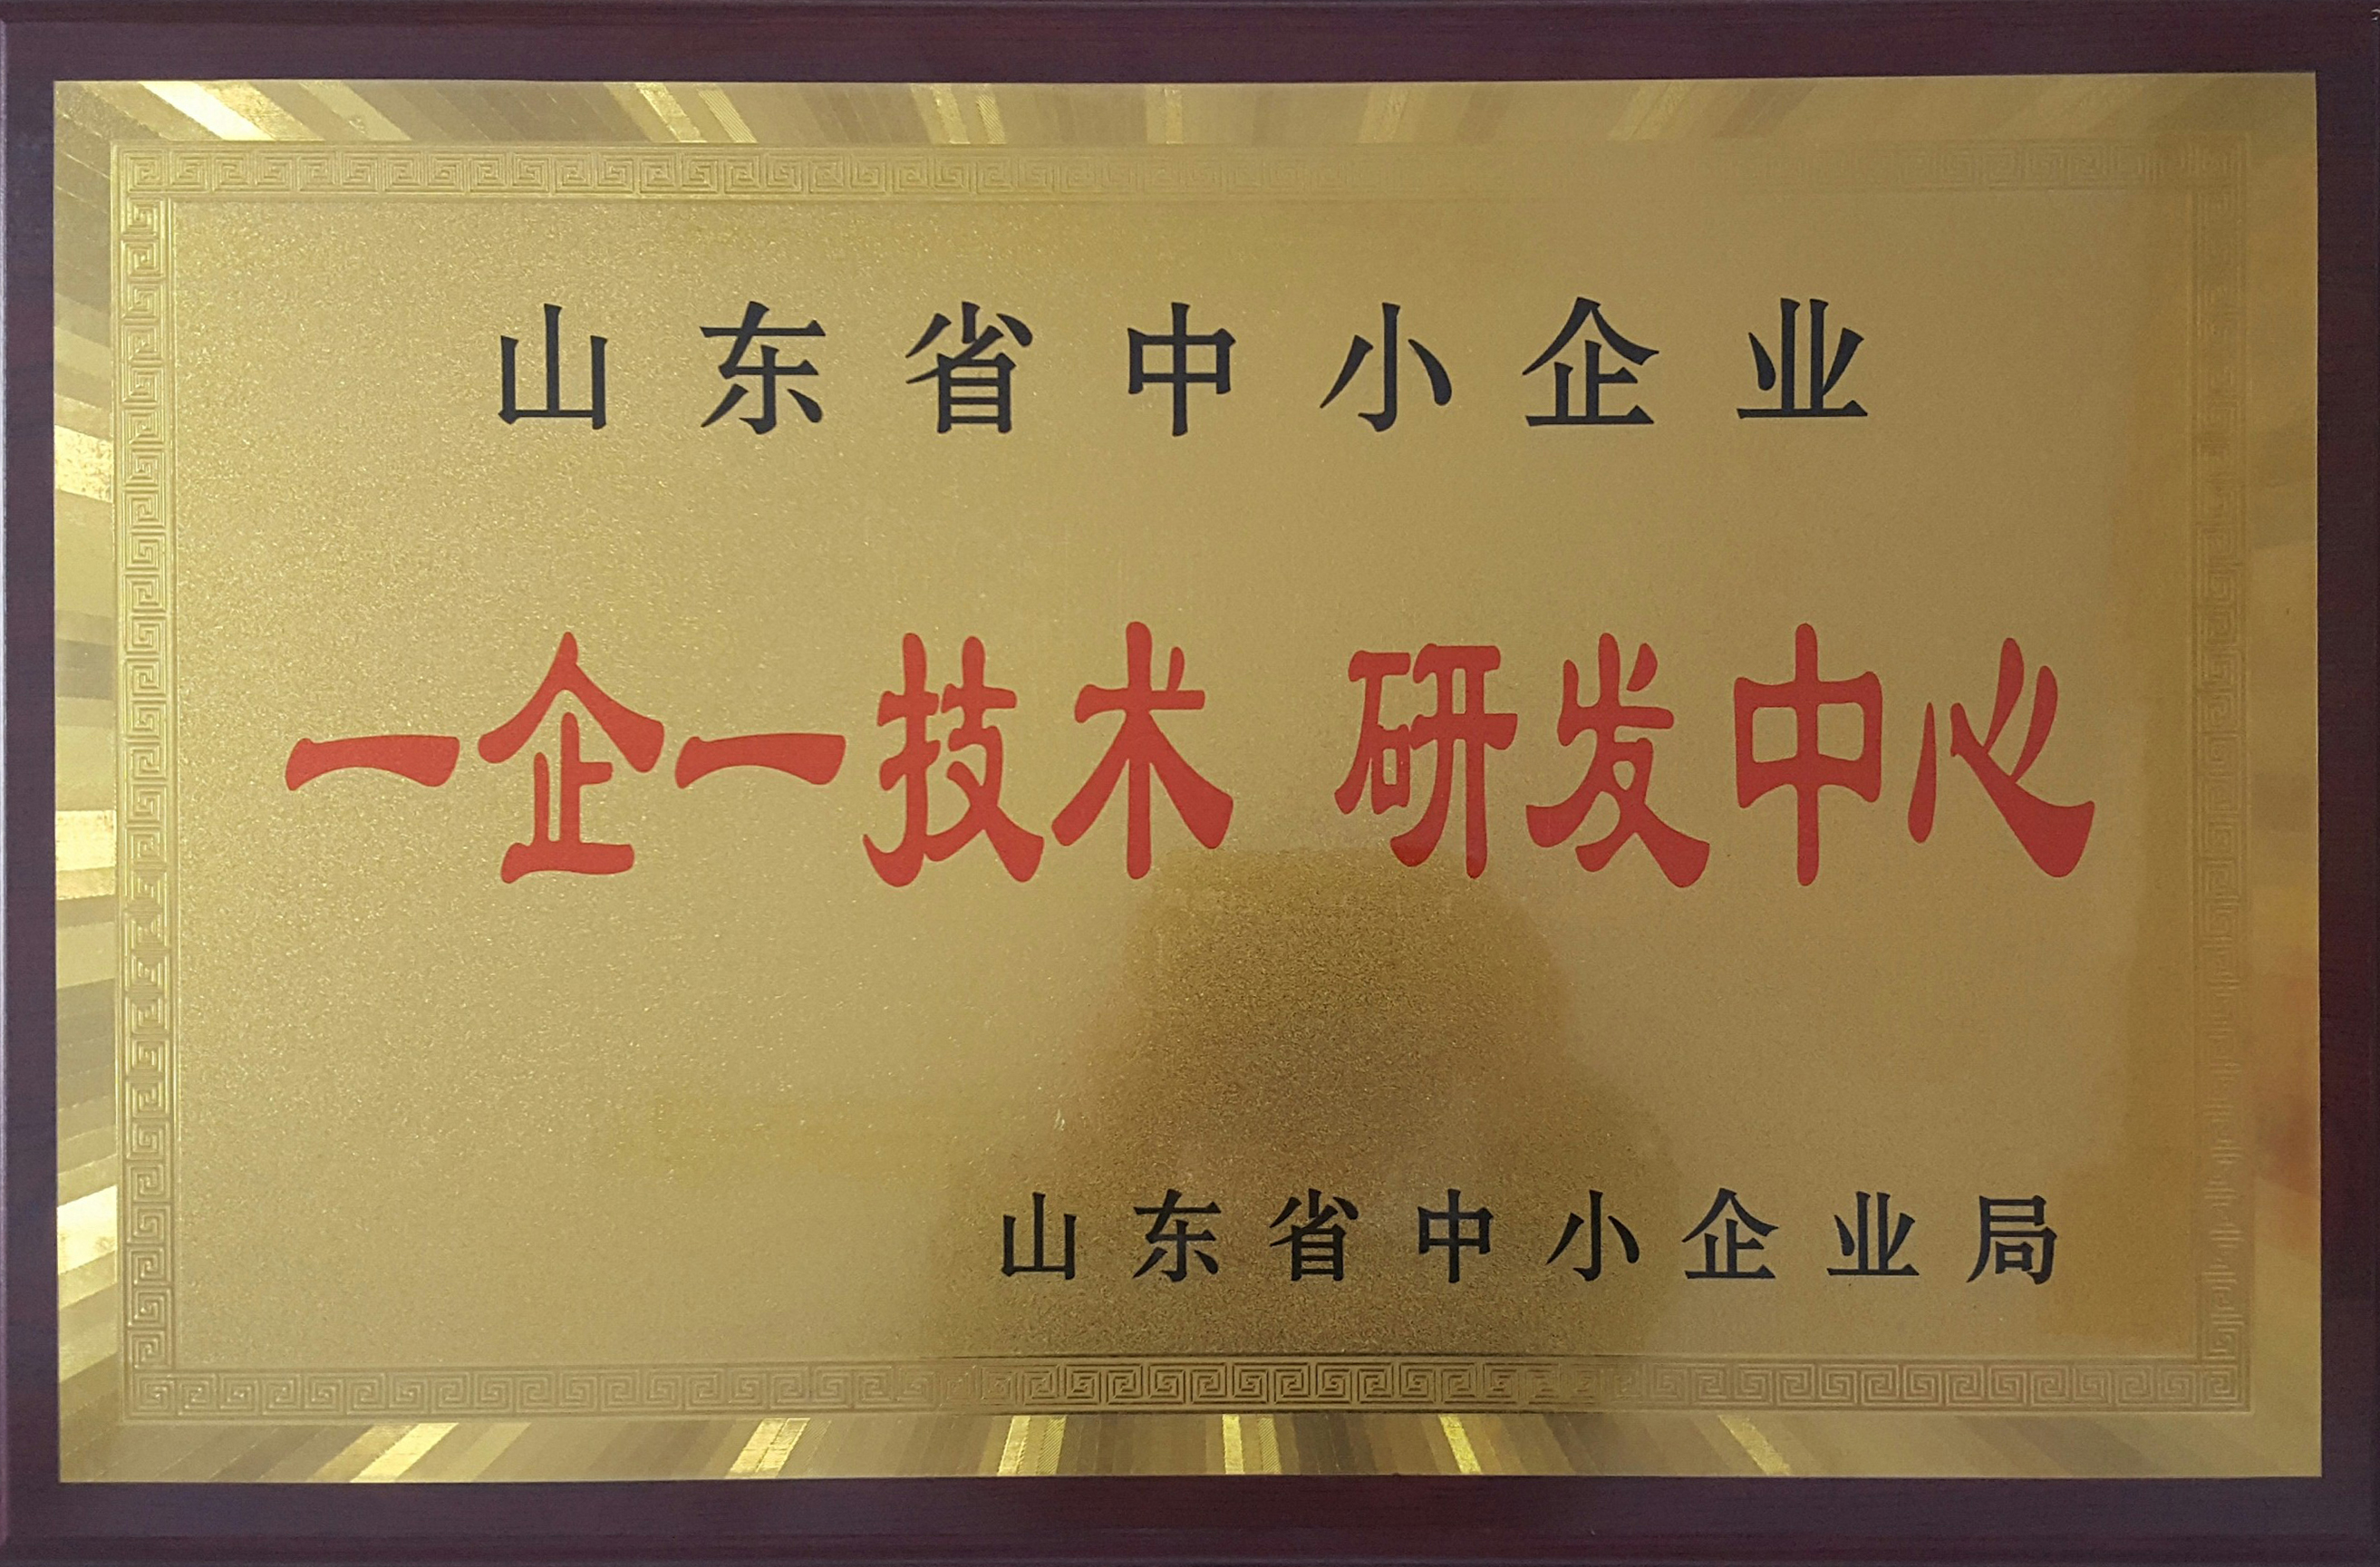 山东省中小企业
一企一技术 研发中心
山东省中小企业局